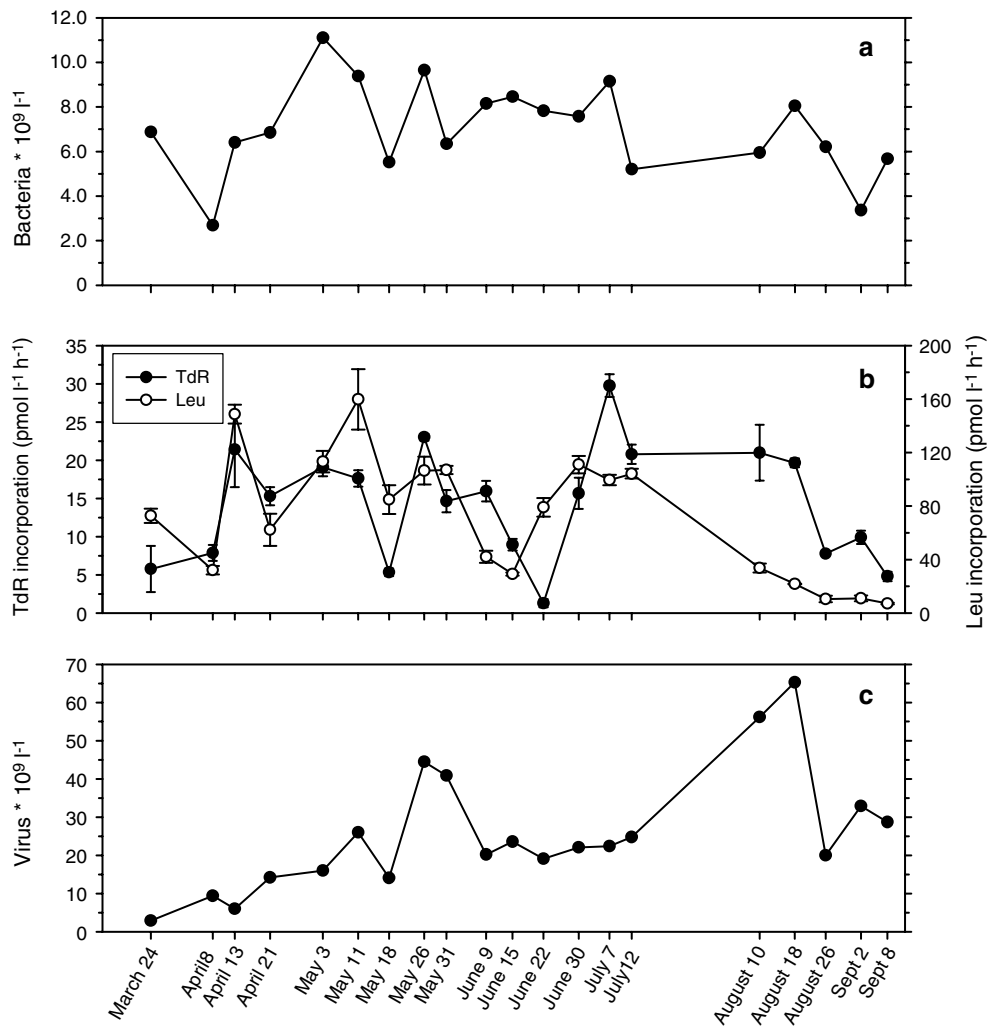 12.0
10.0
8.0
6.0
4.0
2.0
0
Bacteria * 10⁹ l⁻¹
a
35
30
25
20
15
10
5
0
TdR incorporation (pmol l⁻¹ h⁻¹)
TdR
Leu
b
200
160
120
80
40
0
Leu incorporation (pmol l⁻¹ h⁻¹)
70
60
50
40
30
20
10
0
Virus * 10⁹ l⁻¹
c
March 24
April8
April 13
April 21
May 3
May 11
May 18
May 26
May 31
June 9
June 15
June 22
June 30
July 7
July12
August 10
August 18
August 26
Sept 2
Sept 8